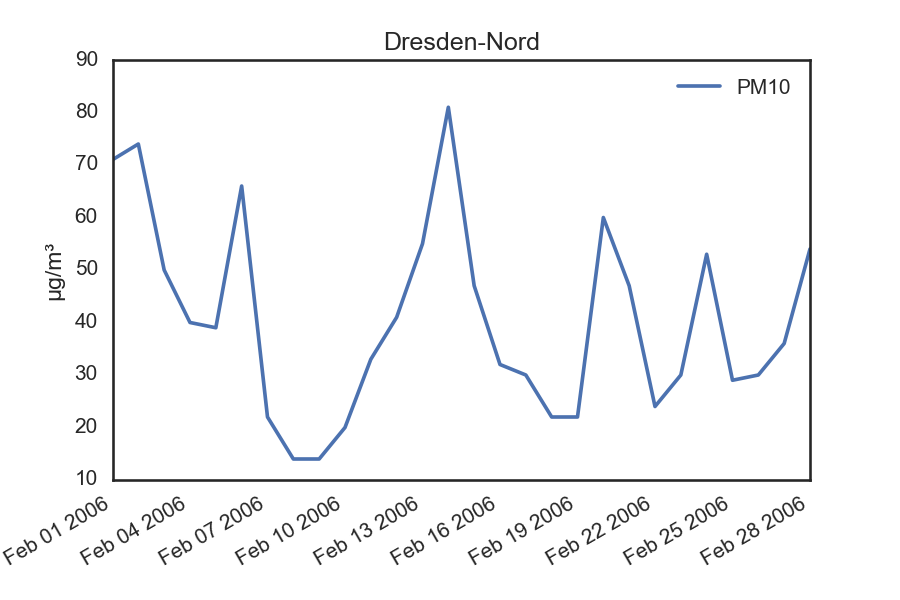 Dresden-Nord
90
80
70
60
50
40
30
20
10
µg/m³
PM10
Feb 01 2006
Feb 04 2006
Feb 07 2006
Feb 10 2006
Feb 13 2006
Feb 16 2006
Feb 19 2006
Feb 22 2006
Feb 25 2006
Feb 28 2006